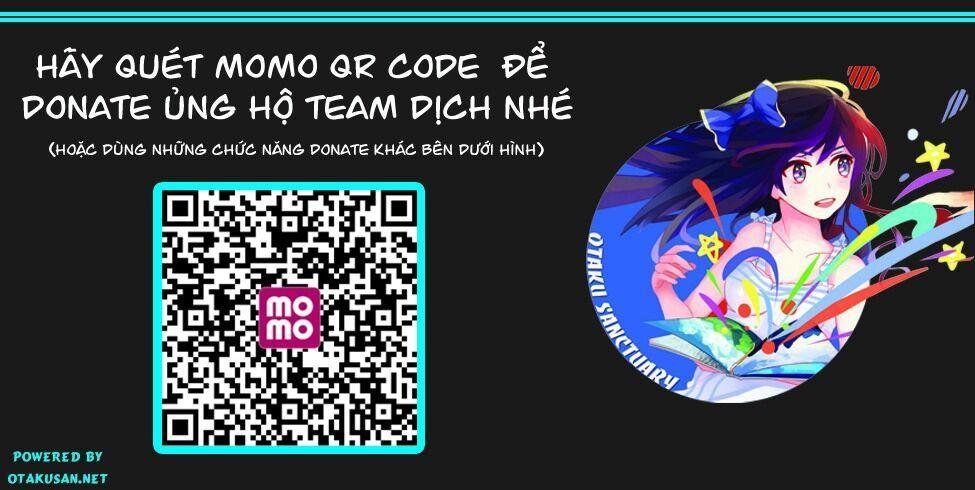 HÃY QUÉT MOMO QR CODE ĐỂ
DONATE ỦNG HỘ TEAM DỊCH NHÉ
(HOẶC DÙNG NHỮNG CHỨC NĂNG DONATE KHÁC BÊN DƯỚI HÌNH)
mo
mo
OTAKU SANCTUARY
POWERED BY
OTAKUSAN.NET